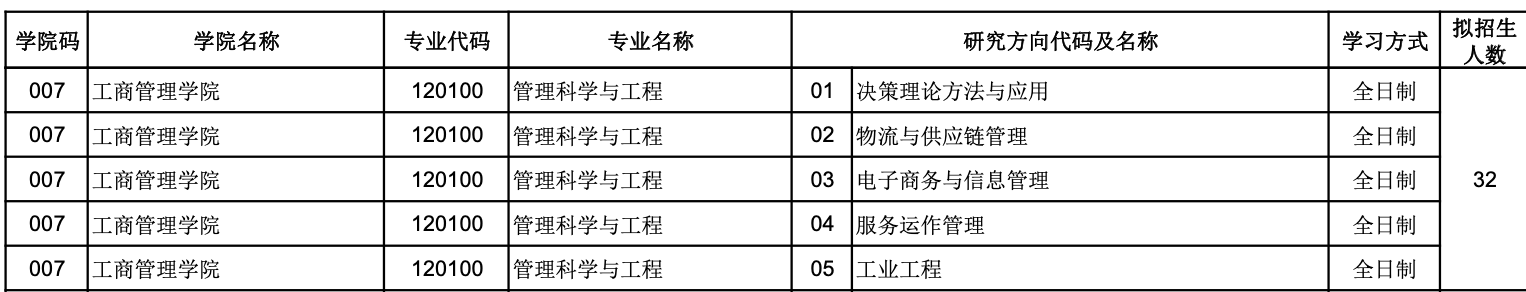 学院码 学院名称 专业代码 专业名称 研究方向代码及名称 学习方式 拟招生人数
007 工商管理学院 120100 管理科学与工程 01 决策理论方法与应用 全日制
007 工商管理学院 120100 管理科学与工程 02 物流与供应链管理 全日制
007 工商管理学院 120100 管理科学与工程 03 电子商务与信息管理 全日制 32
007 工商管理学院 120100 管理科学与工程 04 服务运作管理 全日制
007 工商管理学院 120100 管理科学与工程 05 工业工程 全日制